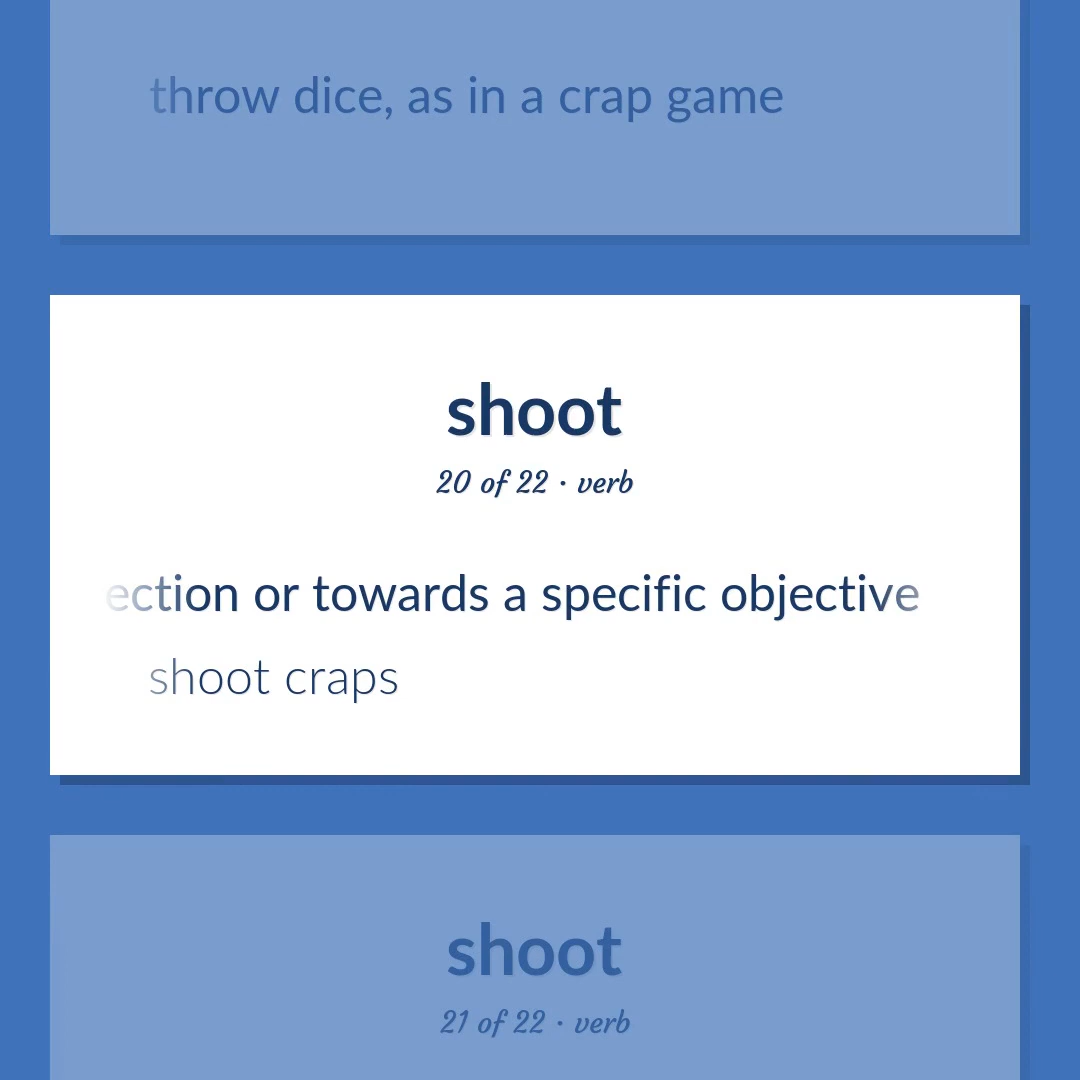 throw dice, as in a crap game
shoot
20 of 22 · verb
ection or towards a specific objective
shoot craps
shoot
21 of 22 · verb